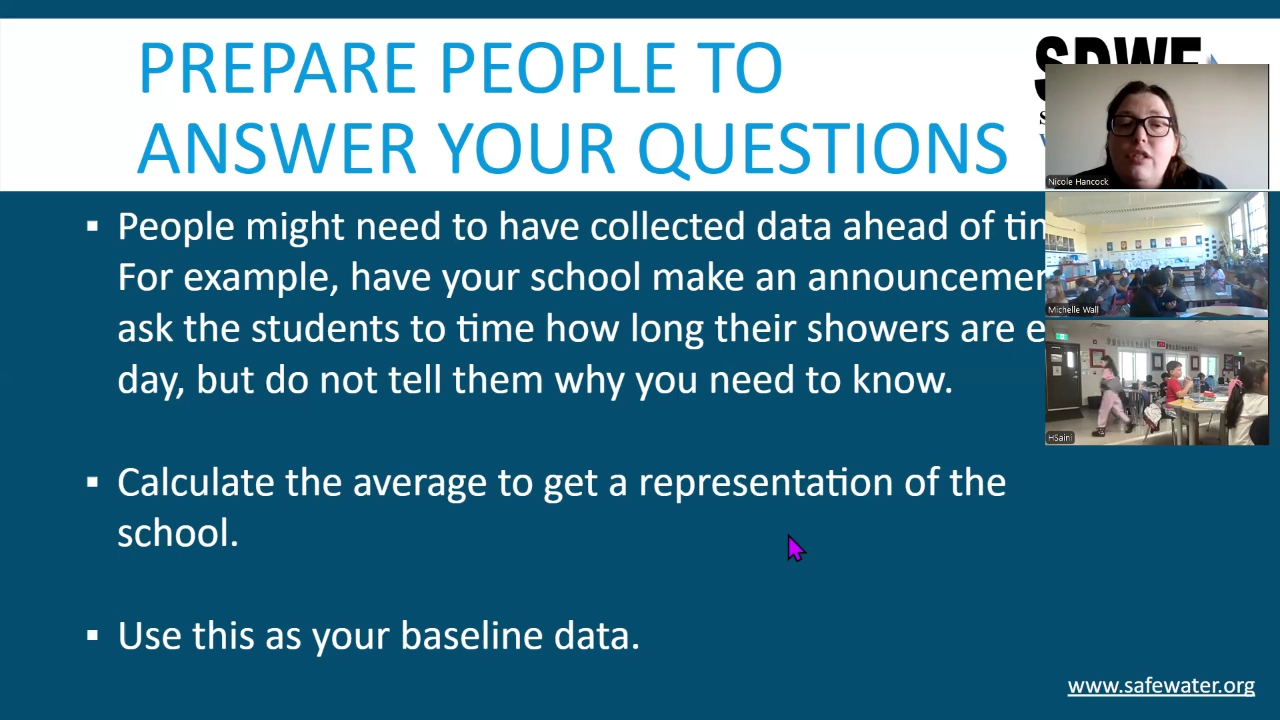 PREPARE PEOPLE TO
ANSWER YOUR QUESTIONS
SDWF
Nicole Hancock
▪ People might need to have collected data ahead of
For example, have your school make an
ask the students to time how long their showers are
day, but do not tell them why you need to know.
Michelle Wall
HSaini
▪ Calculate the average to get a representation of the
school.
▪ Use this as your baseline data.
www.safewater.org